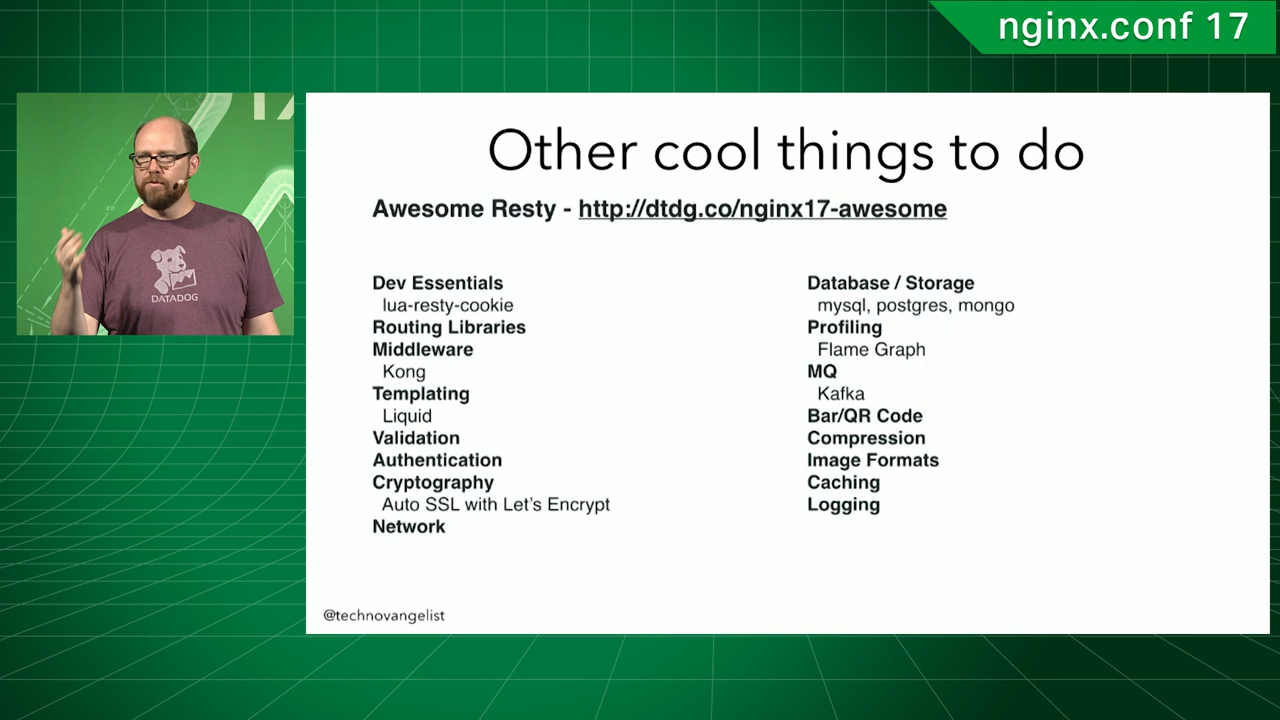 nginx.conf 17
Other cool things to do
Awesome Resty - http://dtdg.co/nginx17-awesome
Dev Essentials
lua-resty-cookie
Routing Libraries
Middleware
Kong
Templating
Liquid
Validation
Authentication
Cryptography
Auto SSL with Let's Encrypt
Network
Database / Storage
mysql, postgres, mongo
Profiling
Flame Graph
MQ
Kafka
Bar/QR Code
Compression
Image Formats
Caching
Logging
@technovangelist
DATADOG